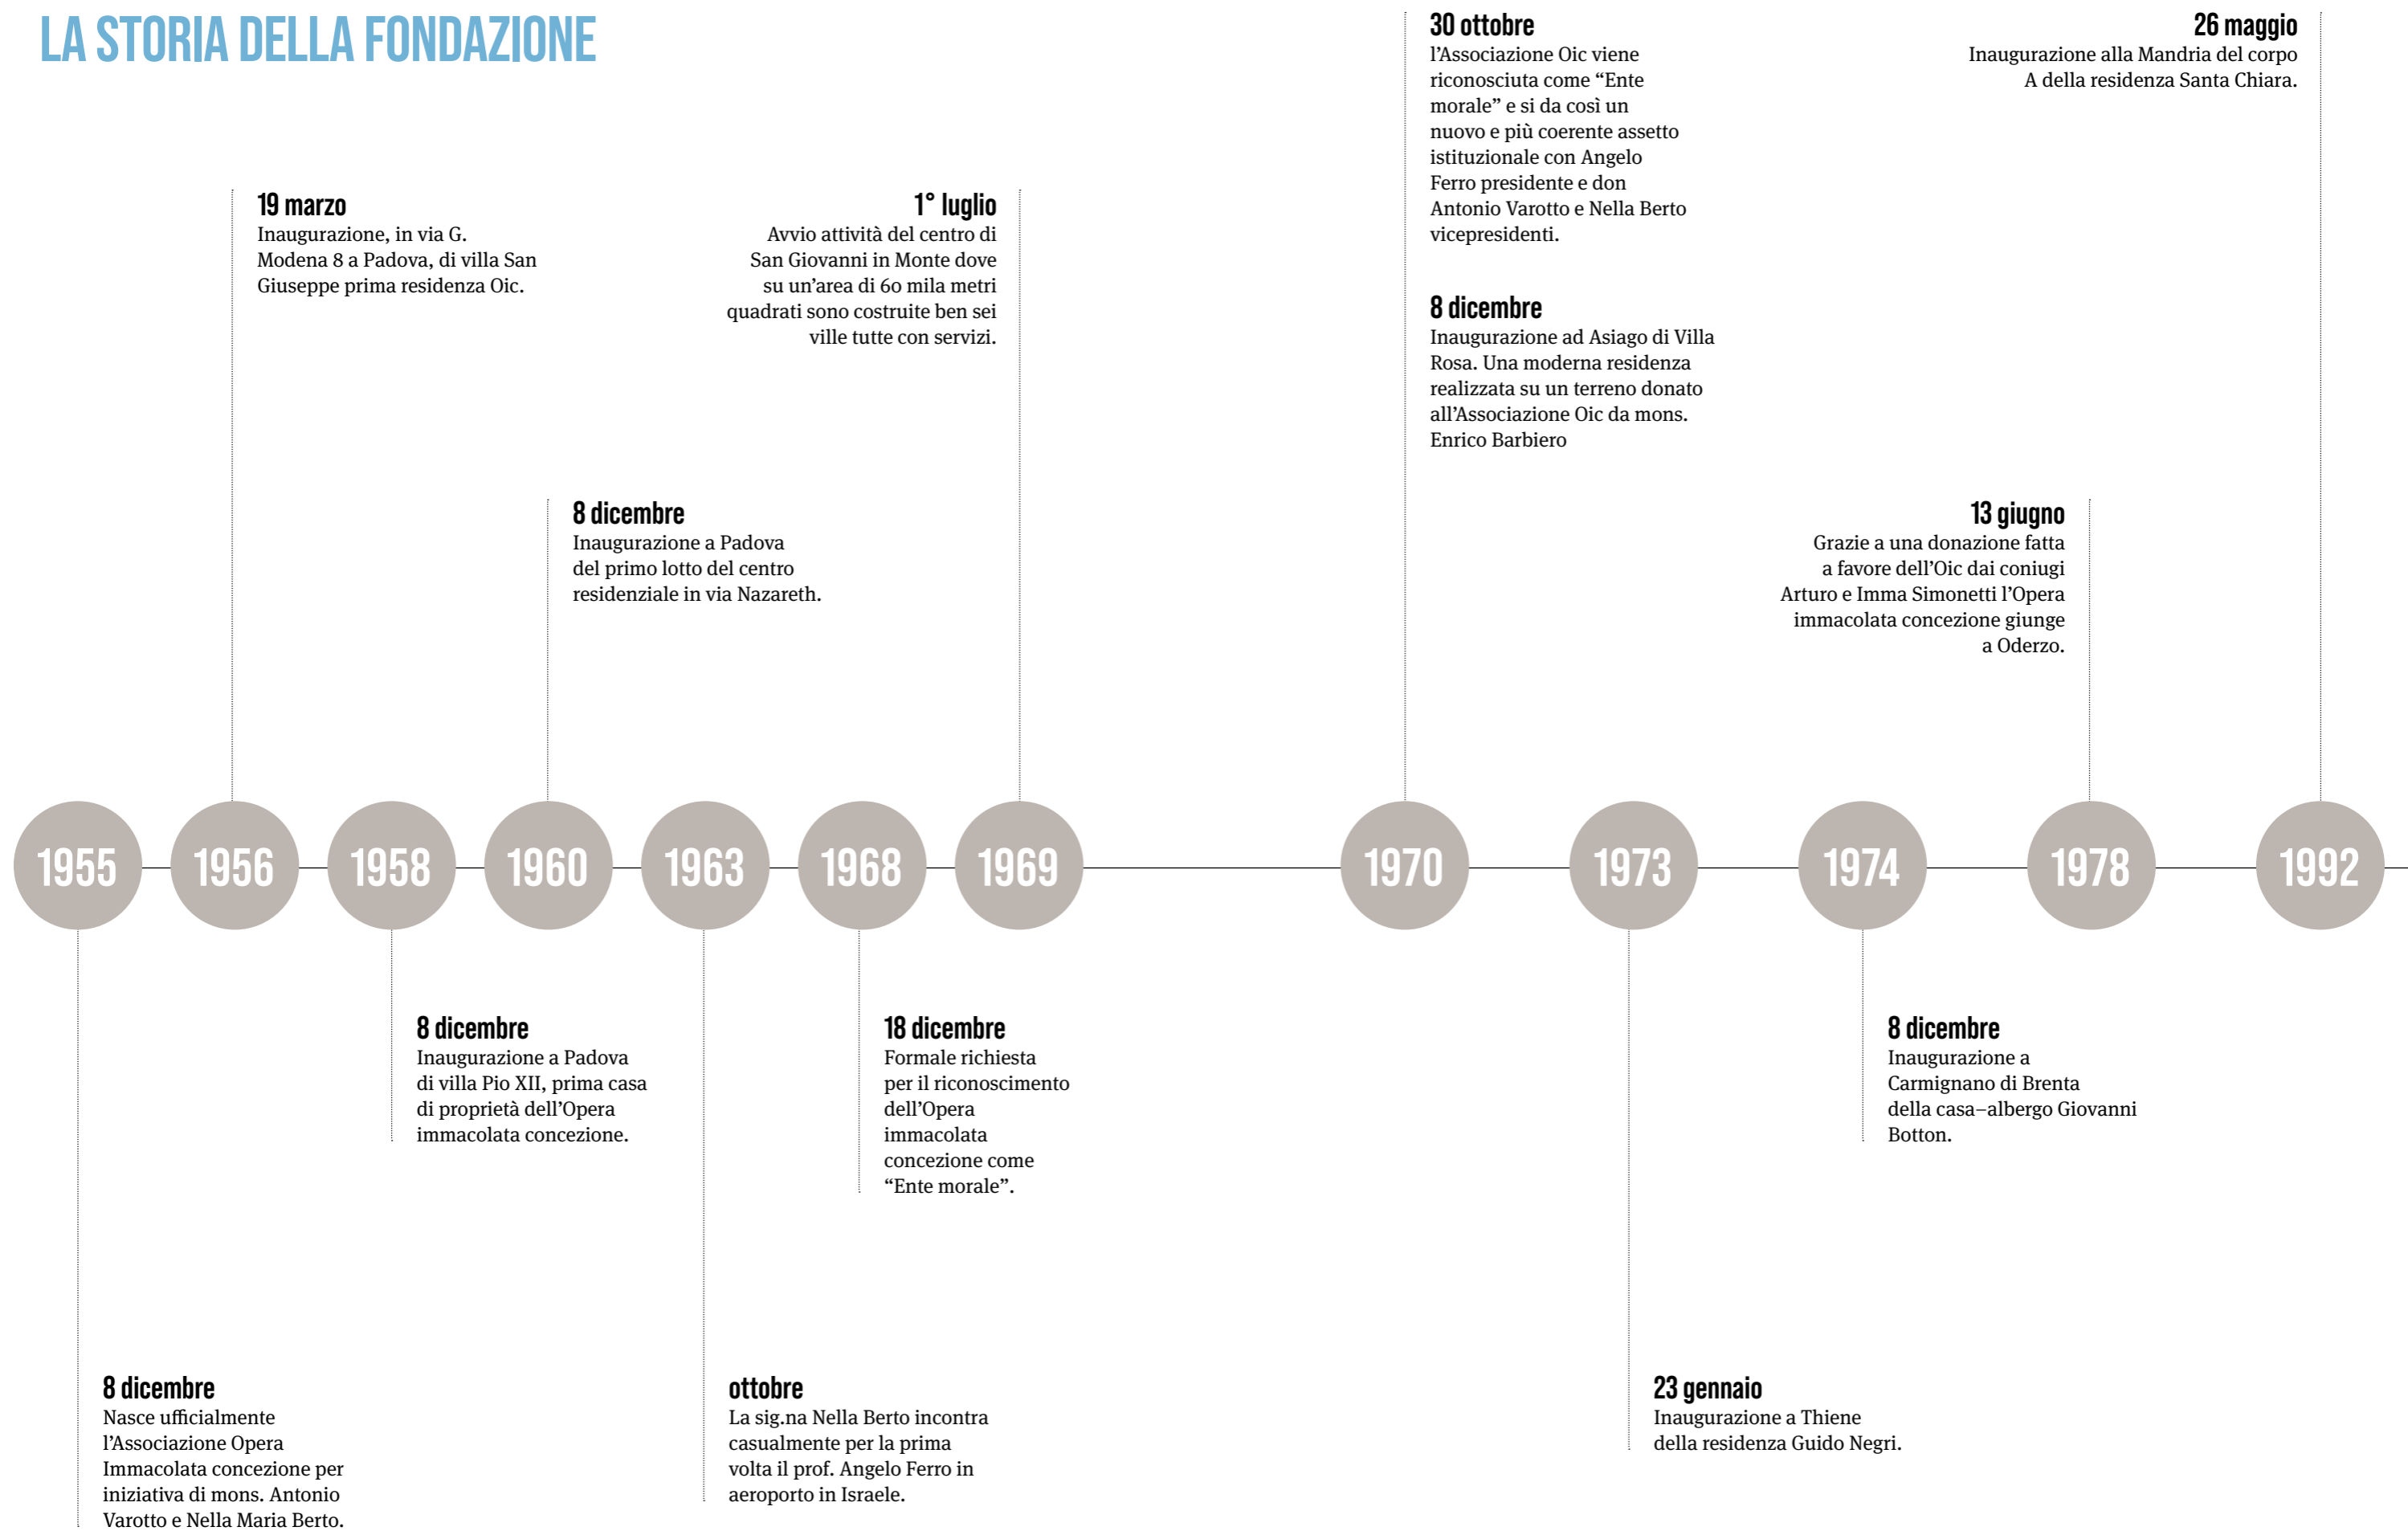 LA STORIA DELLA FONDAZIONE
30 ottobre
l'Associazione Oic viene
riconosciuta come “Ente
morale” e si da così un
nuovo e più coerente assetto
istituzionale con Angelo
Ferro presidente e don
Antonio Varotto e Nella Berto
vicepresidenti.
8 dicembre
Inaugurazione ad Asiago di Villa
Rosa. Una moderna residenza
realizzata su un terreno donato
all'Associazione Oic da mons.
Enrico Barbiero
26 maggio
Inaugurazione alla Mandria del corpo
A della residenza Santa Chiara.
19 marzo
Inaugurazione, in via G.
Modena 8 a Padova, di villa San
Giuseppe prima residenza Oic.
1° luglio
Avvio attività del centro di
San Giovanni in Monte dove
su un'area di 60 mila metri
quadrati sono costruite ben sei
ville tutte con servizi.
8 dicembre
Inaugurazione a Padova
del primo lotto del centro
residenziale in via Nazareth.
13 giugno
Grazie a una donazione fatta
a favore dell'Oic dai coniugi
Arturo e Imma Simonetti l'Opera
immacolata concezione giunge
a Oderzo.
1955
1956
1958
1960
1963
1968
1969
1970
1973
1974
1978
1992
8 dicembre
Inaugurazione a Padova
di villa Pio XII, prima casa
di proprietà dell'Opera
immacolata concezione.
18 dicembre
Formale richiesta
per il riconoscimento
dell'Opera
immacolata
concezione come
“Ente morale”.
8 dicembre
Inaugurazione a
Carmignano di Brenta
della casa–albergo Giovanni
Botton.
8 dicembre
Nasce ufficialmente
l'Associazione Opera
Immacolata concezione per
iniziativa di mons. Antonio
Varotto e Nella Maria Berto.
ottobre
La sig.na Nella Berto incontra
casualmente per la prima
volta il prof. Angelo Ferro in
aeroporto in Israele.
23 gennaio
Inaugurazione a Thiene
della residenza Guido Negri.